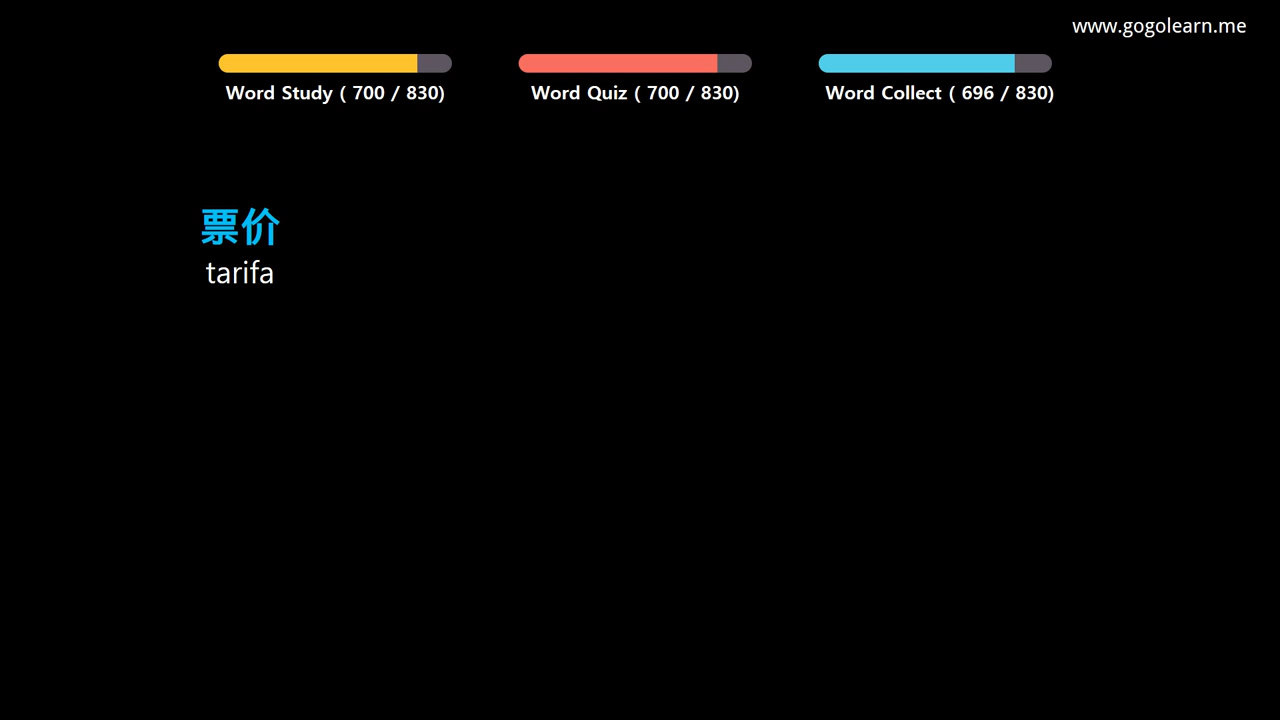 www.gogolearn.me
Word Study ( 700 / 830)
Word Quiz ( 700 / 830)
Word Collect ( 696 / 830)
票价
tarifa